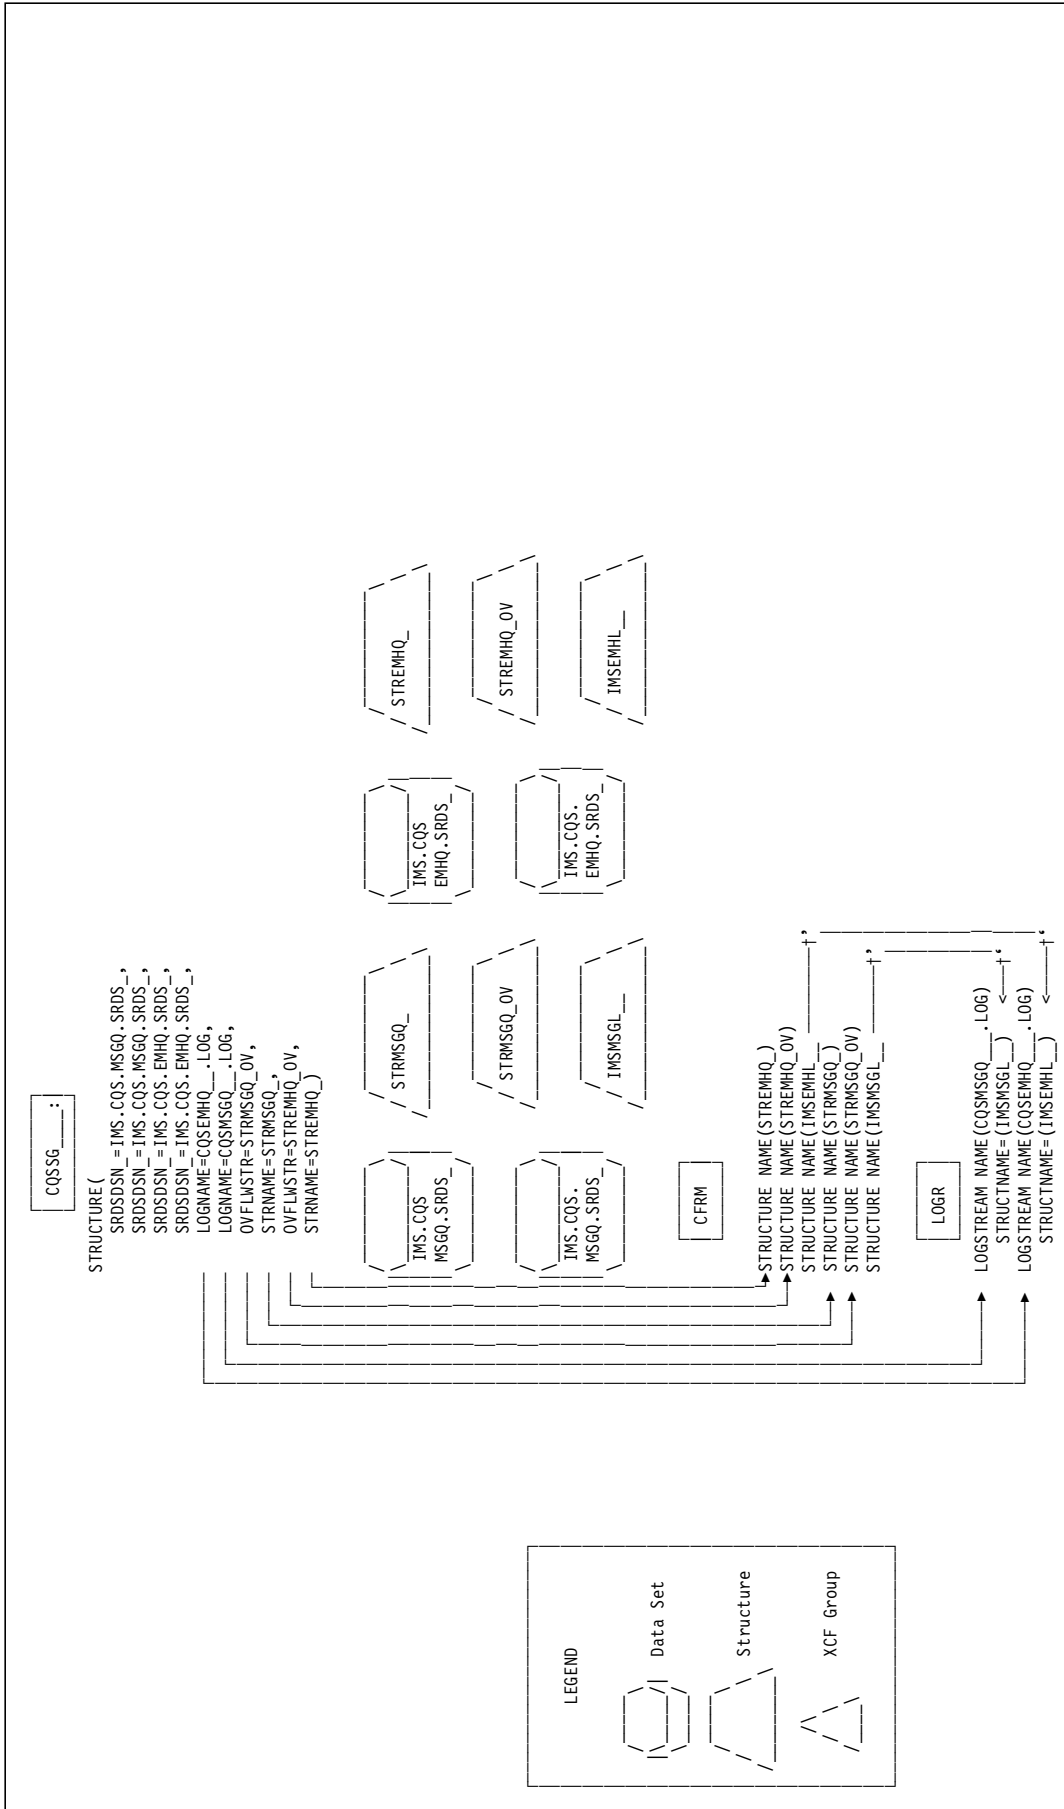 CQSSG___:
STRUCTURE(
SRDSDSN_=IMS.CQS.MSGQ.SRDS_,
SRDSDSN_=IMS.CQS.MSGQ.SRDS_,
SRDSDSN_=IMS.CQS.EMHQ.SRDS_,
SRDSDSN_=IMS.CQS.EMHQ.SRDS_,
LOGNAME=CQSEMHQ__.LOG,
LOGNAME=CQSMSGQ__.LOG,
OVFLWSTR=STRMSGQ_OV,
STRNAME=STRMSGQ_,
OVFLWSTR=STREMHQ_OV,
STRNAME=STREMHQ_)
IMS.CQS
MSGQ.SRDS_
STRMSGQ_
IMS.CQS
EMHQ.SRDS_
STREMHQ_
STRMSGQ_OV
STREMHQ_OV
IMS.CQS.
MSGQ.SRDS_
IMS.CQS.
EMHQ.SRDS_
IMSMSGL__
IMSEMHL__
CFRM
STRUCTURE NAME(STREMHQ_)
STRUCTURE NAME(STREMHQ_OV)
STRUCTURE NAME(IMSEMHL__
STRUCTURE NAME(STRMSGQ_)
STRUCTURE NAME(STRMSGQ_OV)
STRUCTURE NAME(IMSMSGL__
LOGR
LOGSTREAM NAME(CQSMSGQ___.LOG)
STRUCTNAME=(IMSMSGL__)
LOGSTREAM NAME(CQSEMHQ___.LOG)
STRUCTNAME=(IMSEMHL__)
LEGEND
Data Set
Structure
XCF Group